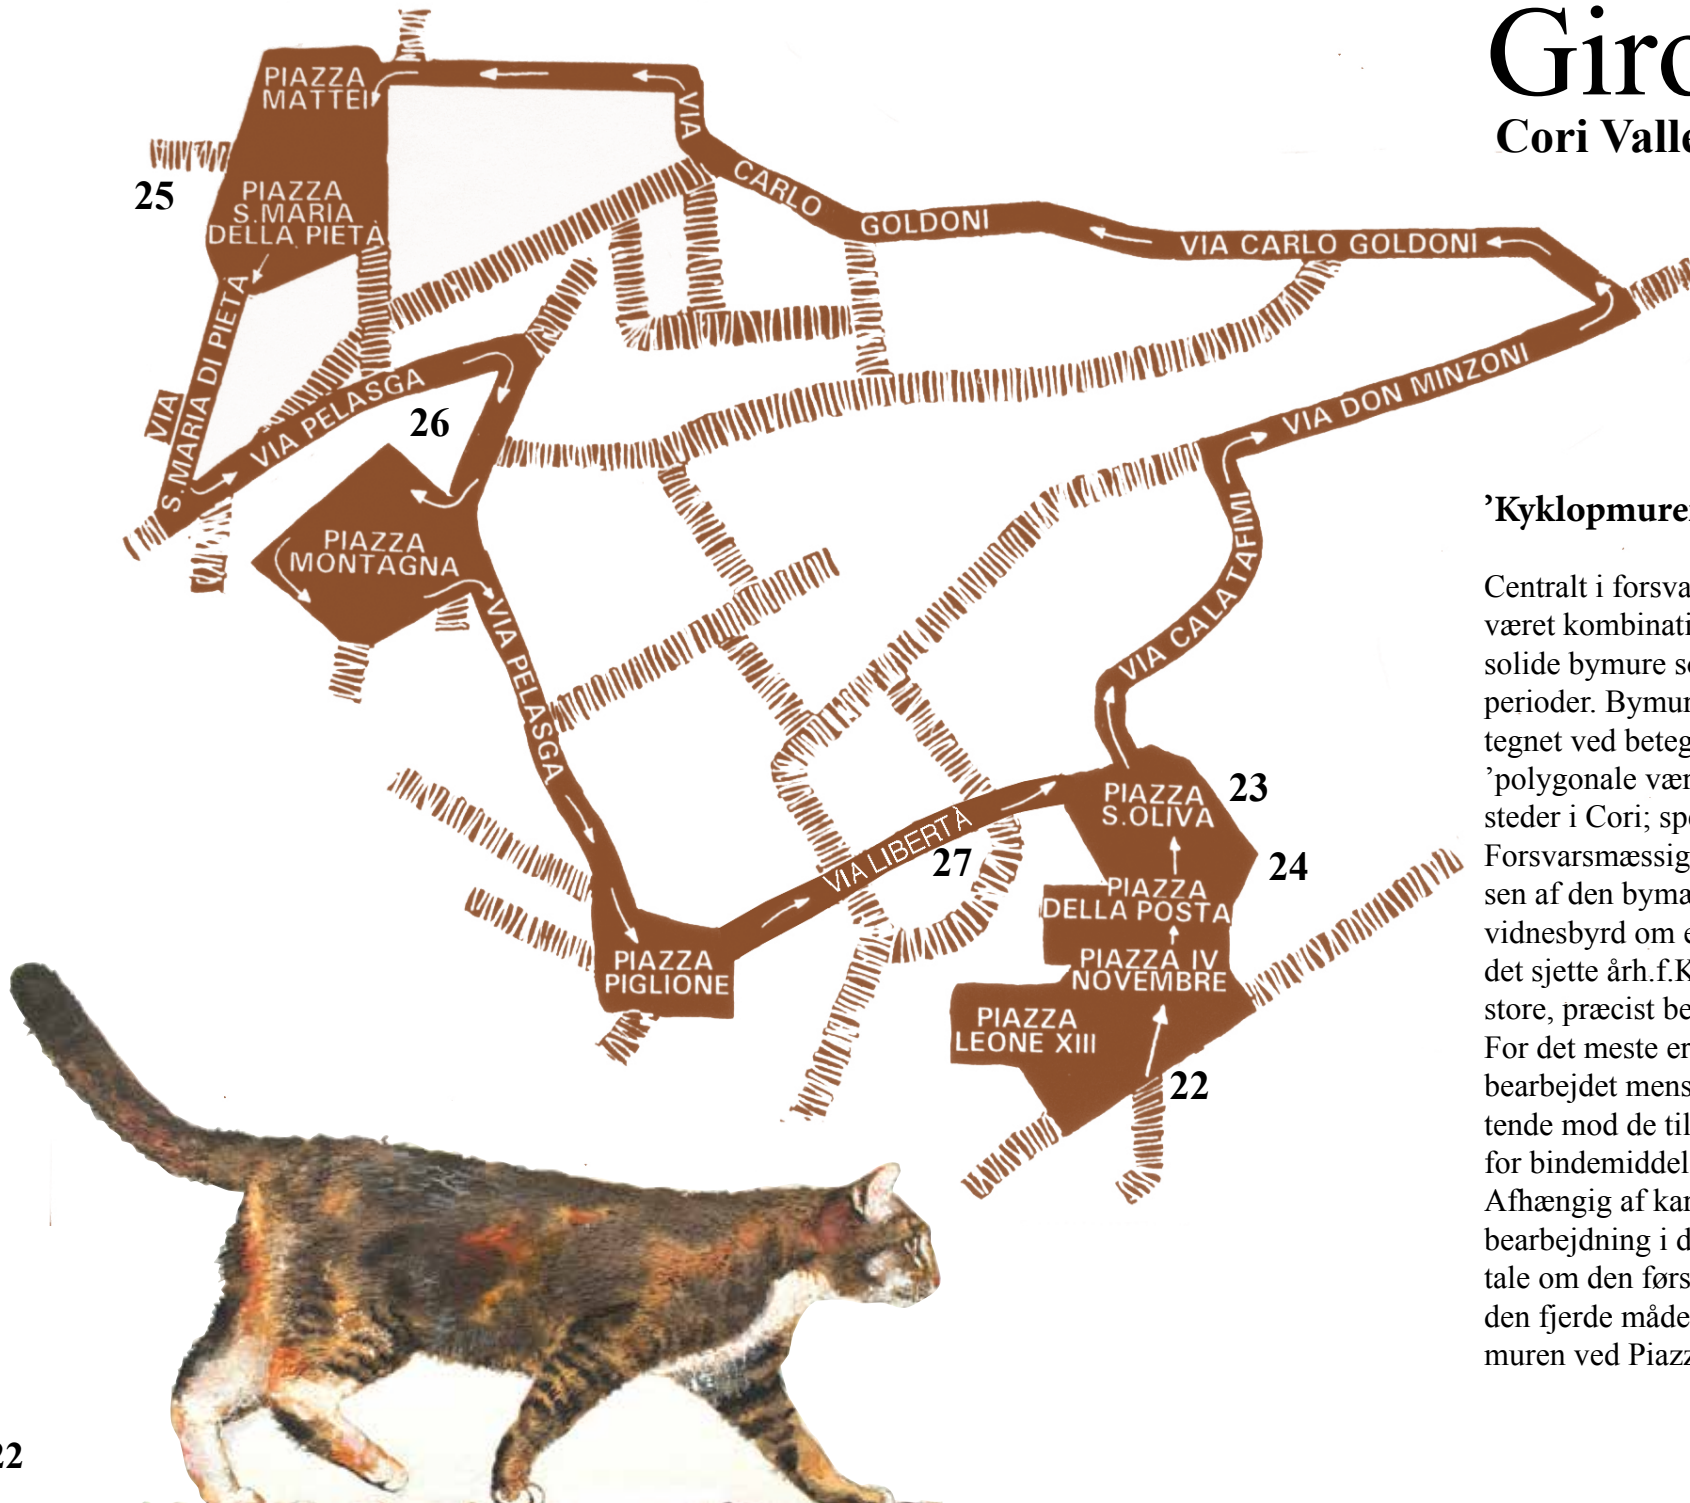 Giro
Cori Valle
PIAZZA
MATTEI
25
PIAZZA
S.MARIA
DELLA PIETÀ
VIA
S.MARIA DI PIETÀ
VIA
CARLO
GOLDONI
VIA CARLO GOLDONI
VIA DON MINZONI
VIA PELASGA
26
PIAZZA
MONTAGNA
VIA PELASGA
VIA CALATAFIMI
PIAZZA
S.OLIVA
23
24
VIA LIBERTÀ
27
PIAZZA
DELLA POSTA
PIAZZA IV
NOVEMBRE
PIAZZA
PIGLIONE
PIAZZA
LEONE XIII
22
22
’Kyklopmure
Centralt i forsva
været kombinati
solide bymure s
perioder. Bymur
tegnet ved beteg
’polygonale vær
steder i Cori; sp
Forsvarsmæssig
sen af den bymæ
vidnesbyrd om e
det sjette årh.f.K
store, præcist be
For det meste er
bearbejdet mens
tende mod de til
for bindemiddel
Afhængig af kar
bearbejdning i d
tale om den førs
den fjerde måde
muren ved Piazz